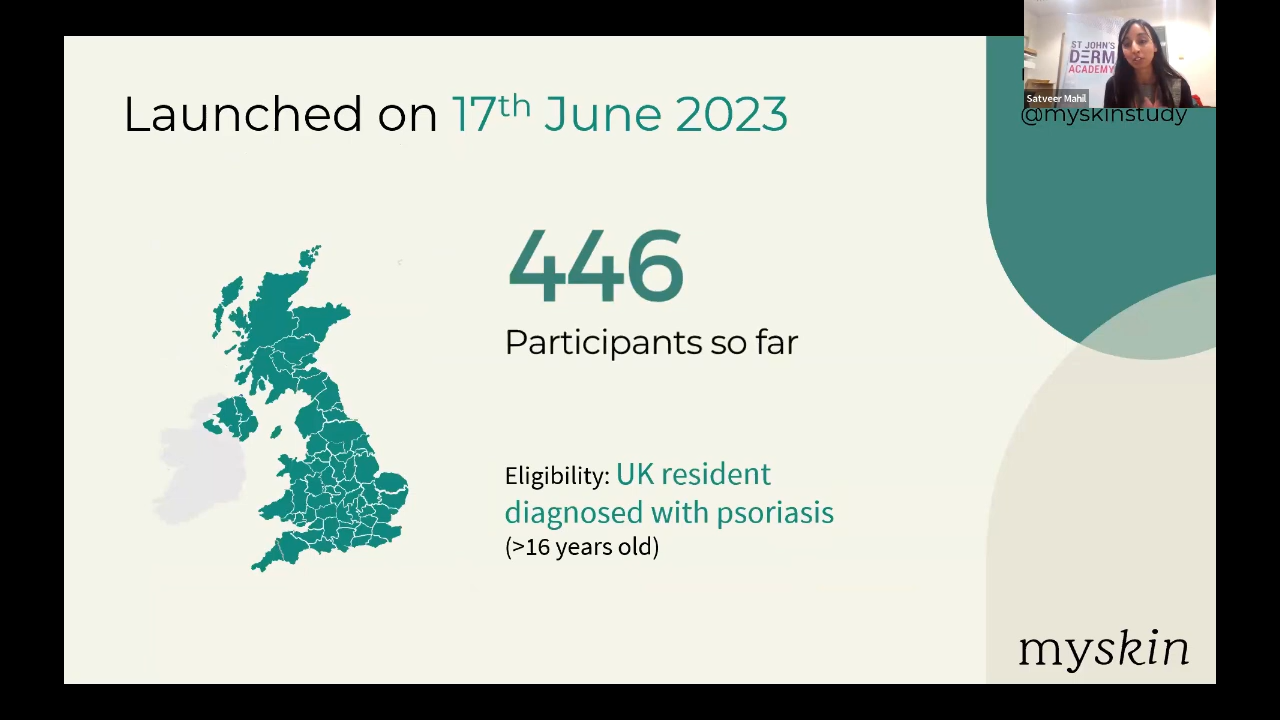 ST JOHN'S
DERM
ACADEMY
Satveer Mahil
@myskinstudy
Launched on 17th June 2023
446
Participants so far
Eligibility: UK resident
diagnosed with psoriasis
(>16 years old)
myskin